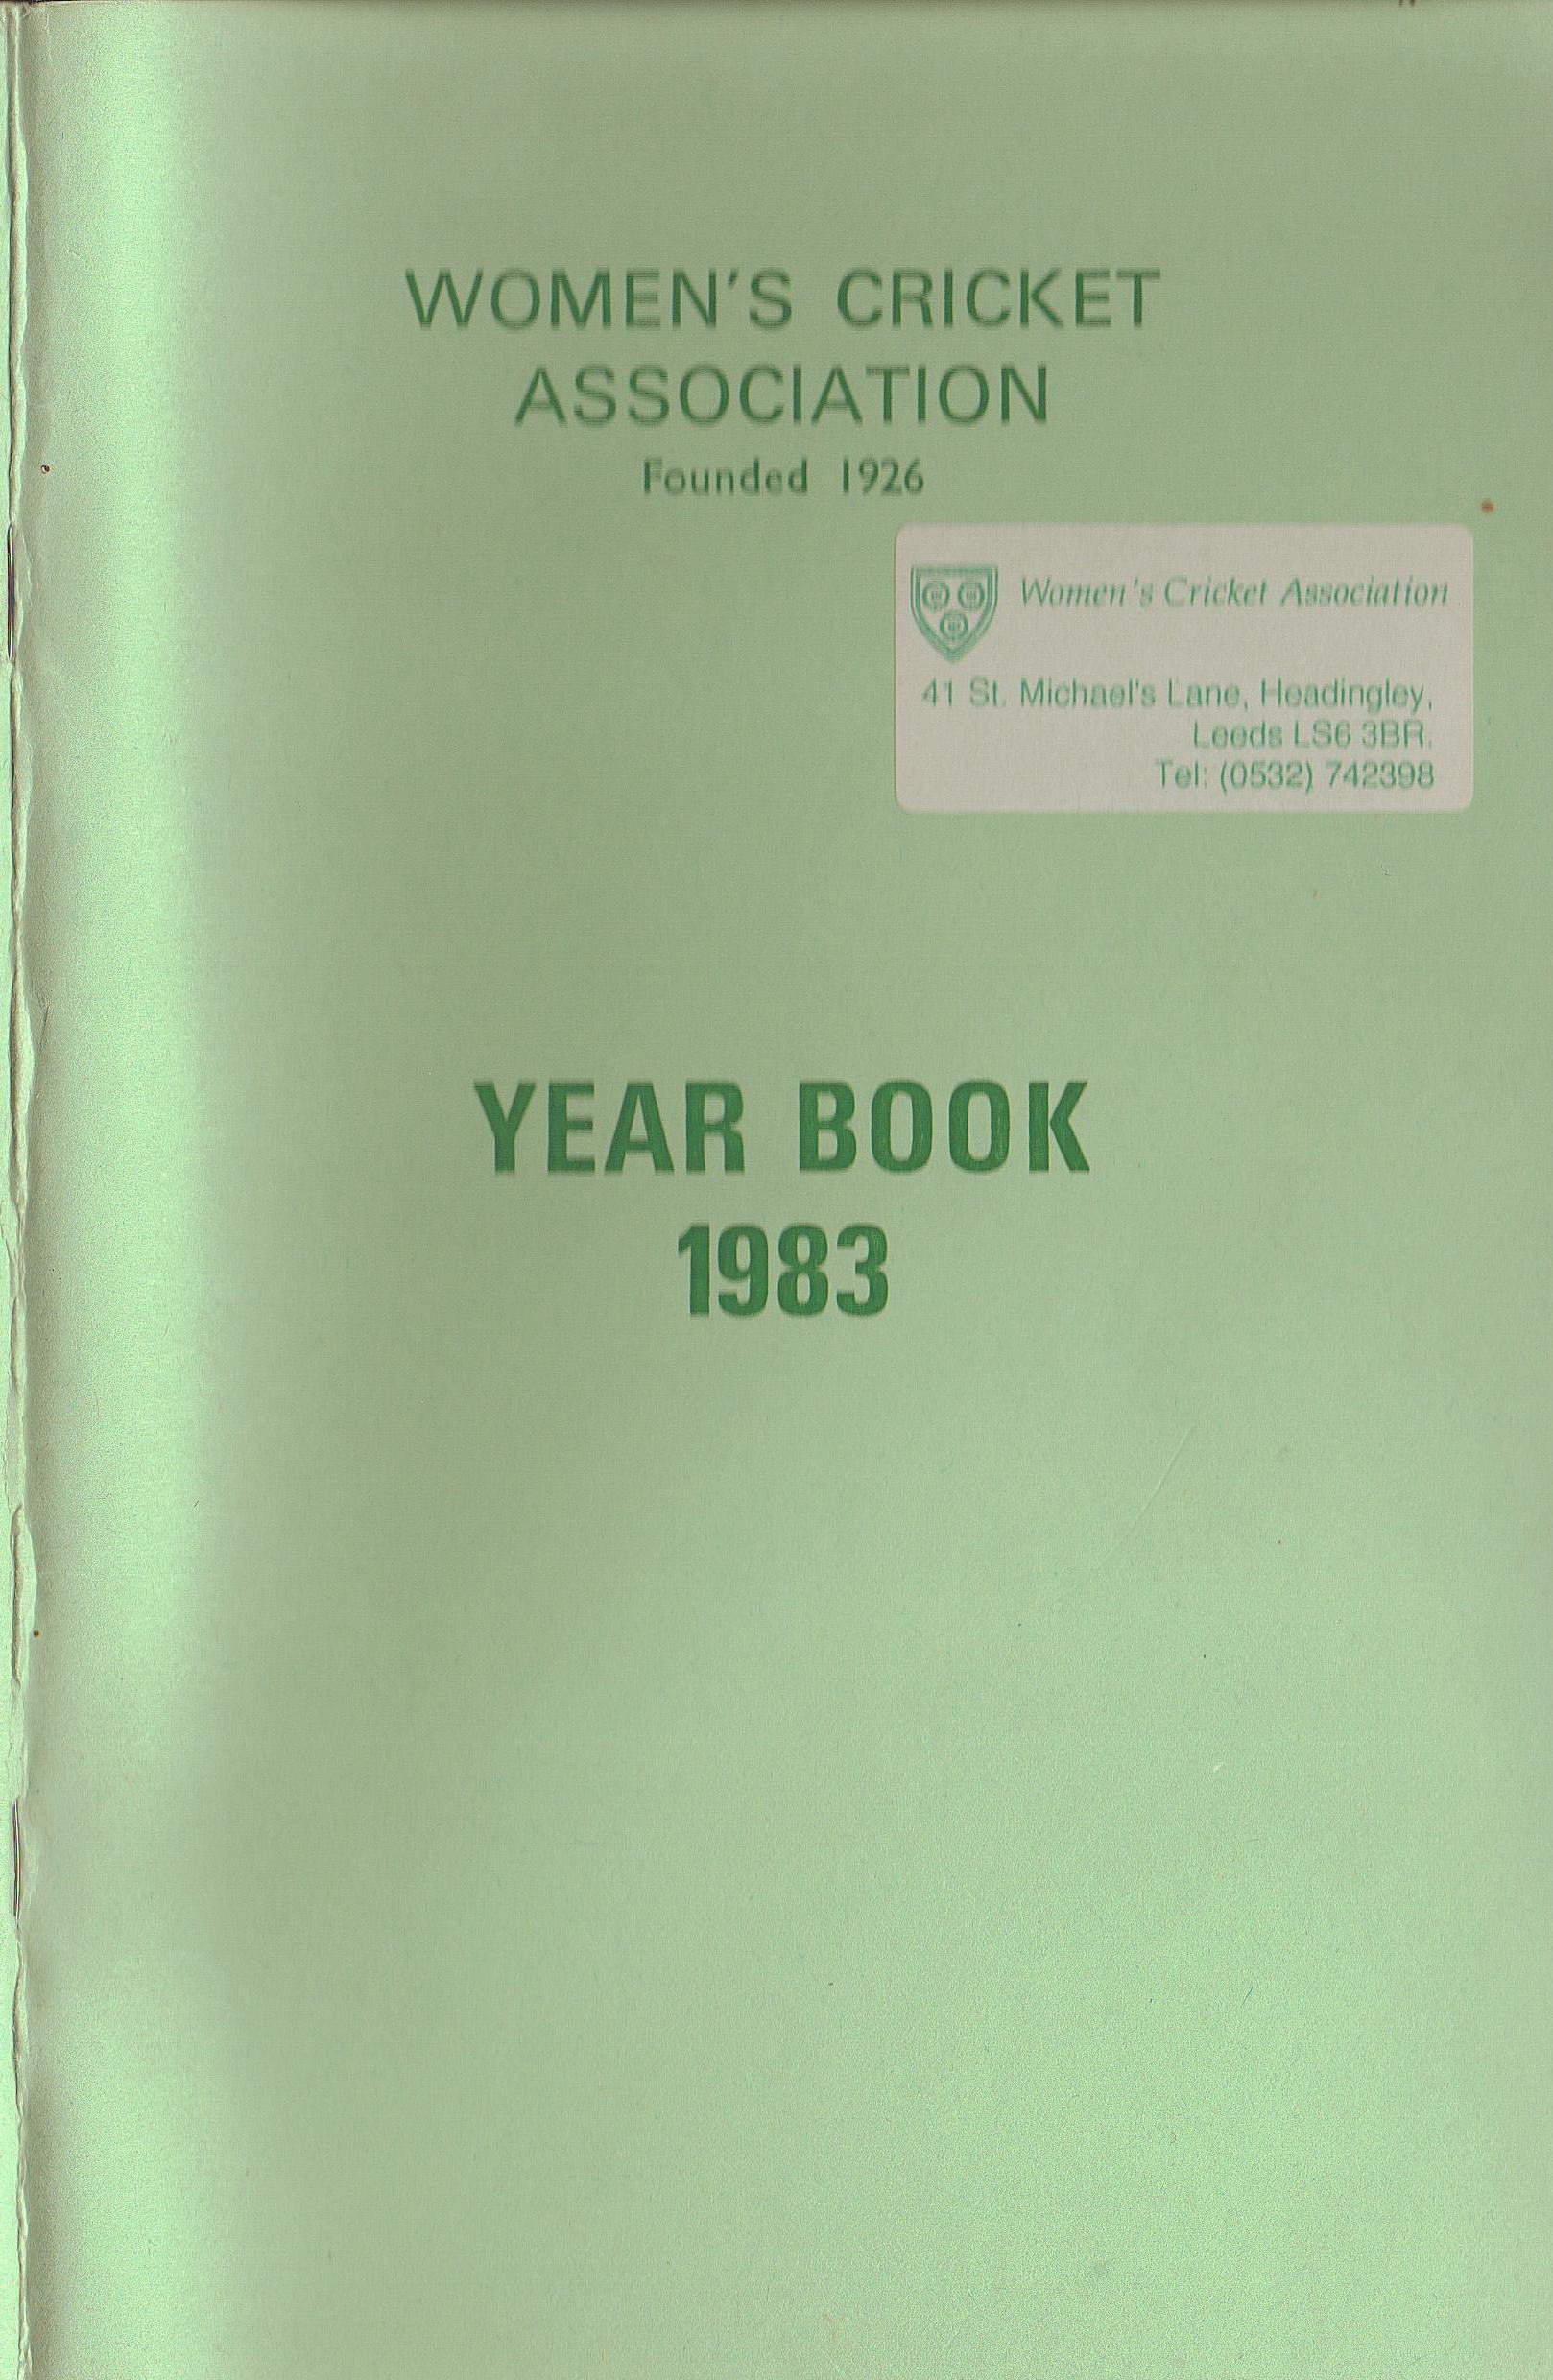 WOMEN'S CRICKET
ASSOCIATION
Founded 1926
Women's Cricket Association
41 St. Michael's Lane, Headingley,
Leeds LS6 3BR.
Tel: (0532) 742398
YEAR BOOK
1983